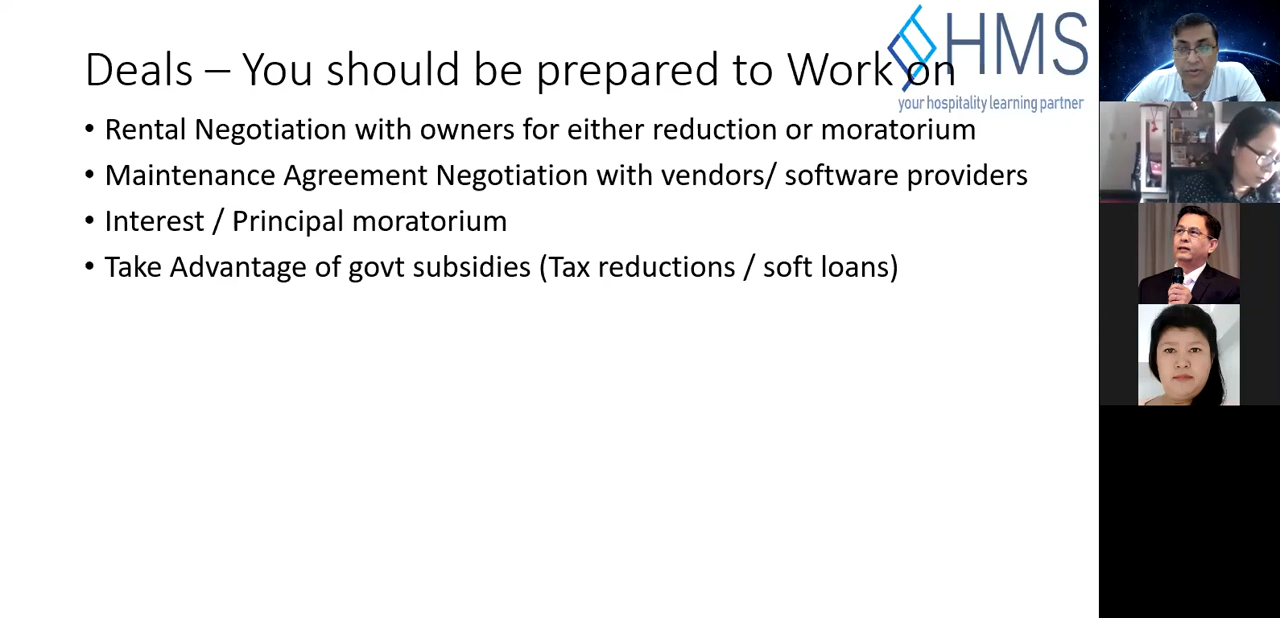 Deals – You should be prepared to Work on
HMS
your hospitality learning partner
• Rental Negotiation with owners for either reduction or moratorium
• Maintenance Agreement Negotiation with vendors/ software providers
• Interest / Principal moratorium
• Take Advantage of govt subsidies (Tax reductions / soft loans)